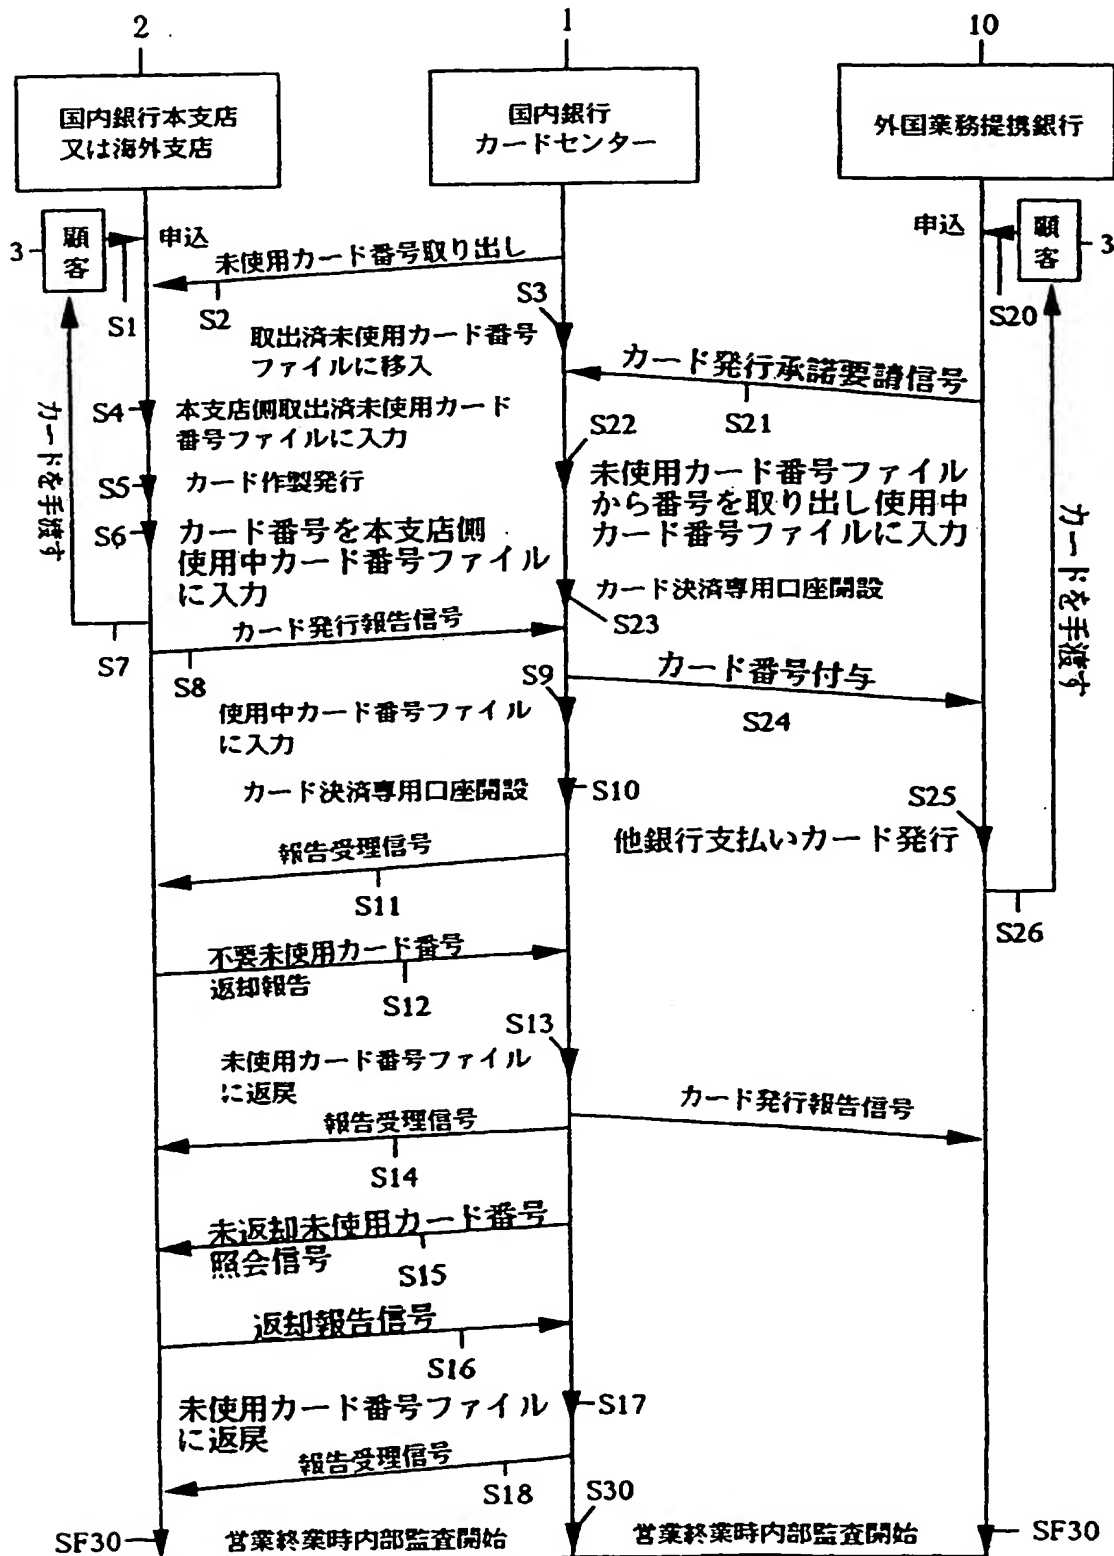 2
1
10
国内銀行本支店
又は海外支店
国内銀行
カードセンター
外国業務提携銀行
3
顧
客
申込
S1
未使用カード番号取り出し
S2
S3
申込
顧
客
3
S20
取出済未使用カード番号
ファイルに移入
カード発行承諾要請信号
S21
カードを手渡す
S4
本支店側取出済未使用カード
番号ファイルに入力
S22
未使用カード番号ファイル
から番号を取り出し使用中
カード番号ファイルに入力
カードを手渡す
S5
カード作製発行
S6
カード番号を本支店側
使用中カード番号ファイル
に入力
カード決済専用口座開設
S23
S7
カード発行報告信号
S8
S9
カード番号付与
S24
使用中カード番号ファイル
に入力
カード決済専用口座開設
S10
S25
他銀行支払いカード発行
報告受理信号
S11
S26
不要未使用カード番号
返却報告
S12
S13
未使用カード番号ファイル
に返戻
カード発行報告信号
報告受理信号
S14
未返却未使用カード番号
照会信号
S15
返却報告信号
S16
未使用カード番号ファイル
に返戻
S17
報告受理信号
S18
S30
SF30
営業終業時内部監査開始
営業終業時内部監査開始
SF30